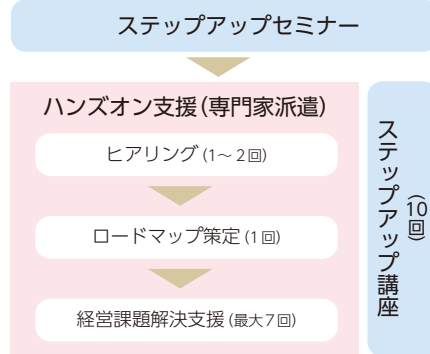 ステップアップセミナー
ハンズオン支援（専門家派遣）
ヒアリング（1～2回）
ロードマップ策定（1回）
経営課題解決支援（最大7回）
ステップアップ講座
（10回）